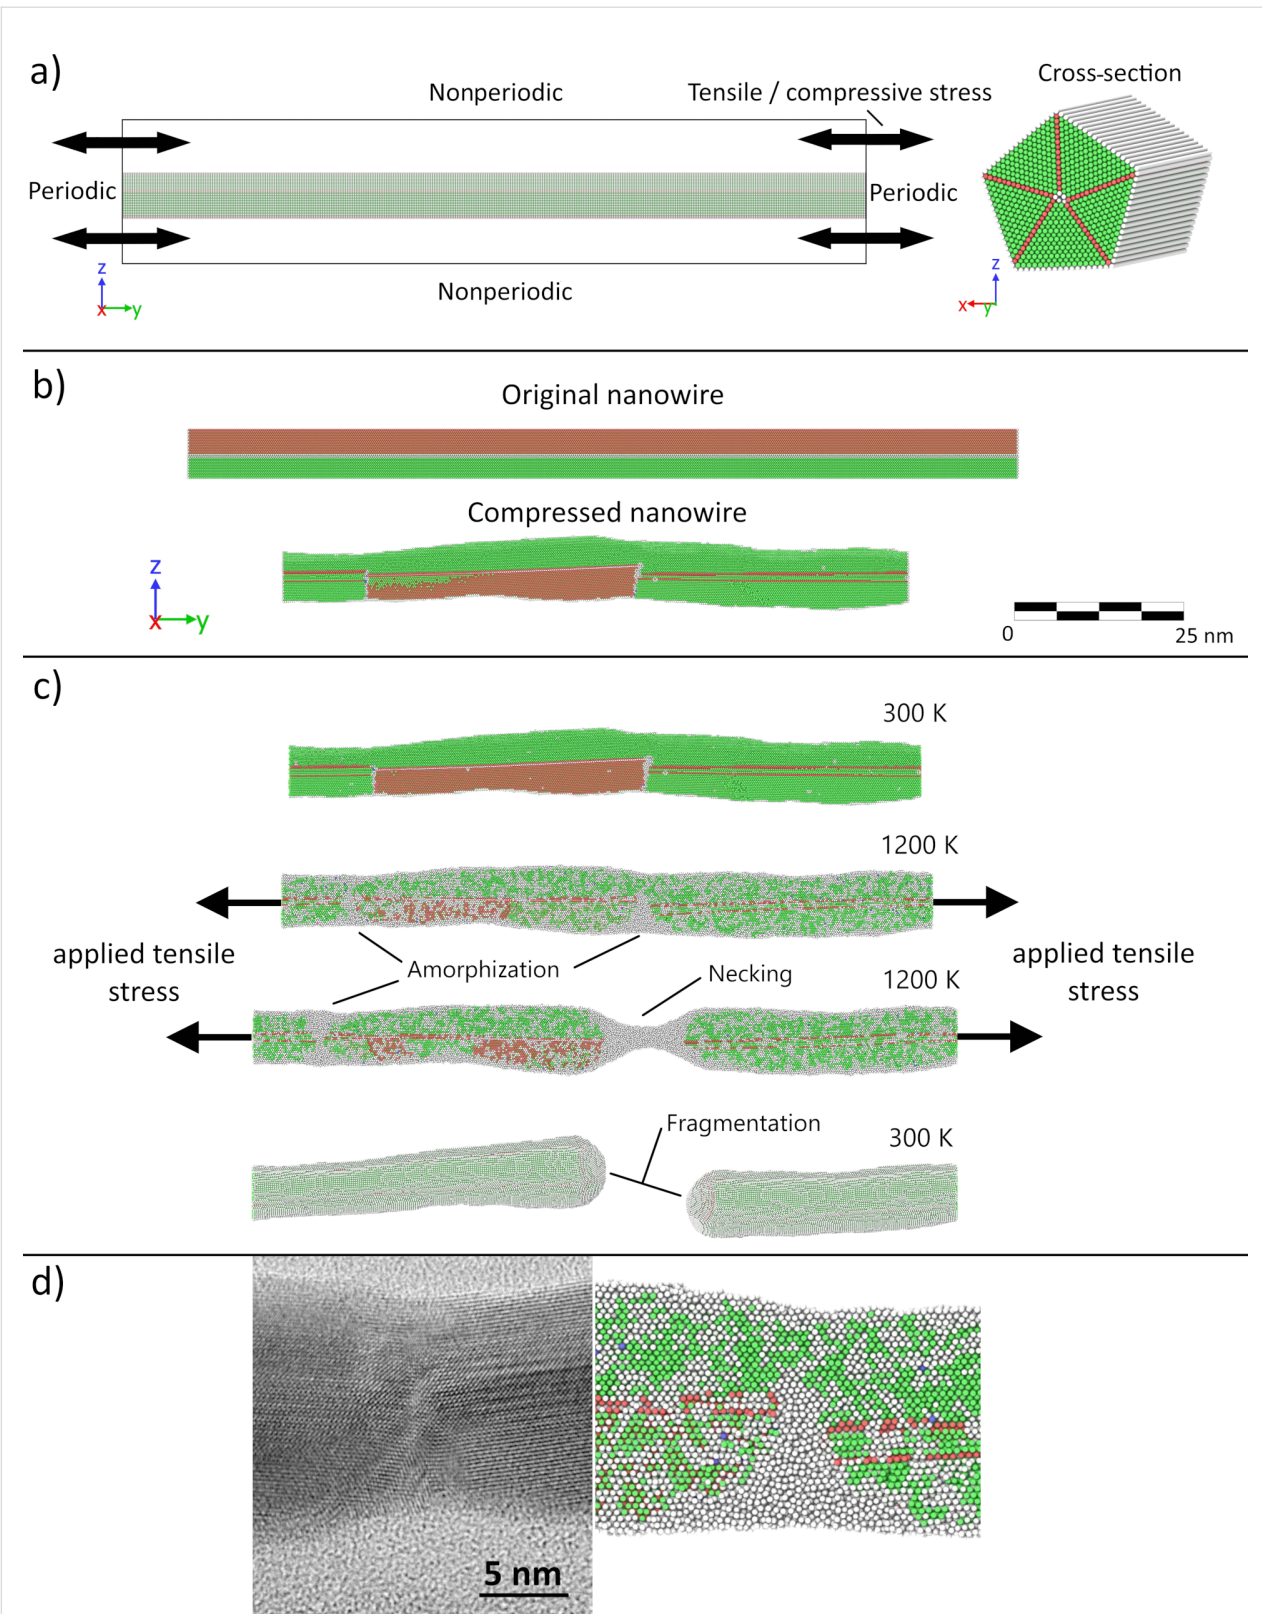 a)
Nonperiodic
Tensile / compressive stress
Cross-section
Periodic
Periodic
Nonperiodic
z
x
y
z
x
y
b)
Original nanowire
Compressed nanowire
z
x
y
0
25 nm
c)
300 K
1200 K
applied tensile
stress
Amorphization
Necking
applied tensile
stress
1200 K
Fragmentation
300 K
d)
5 nm